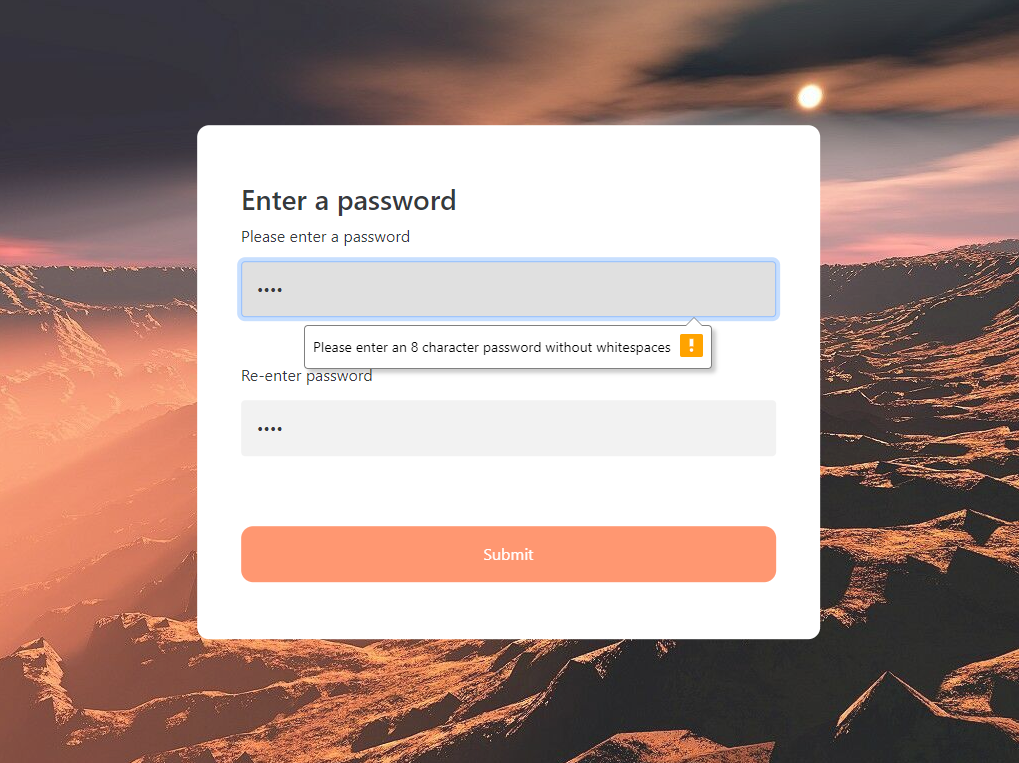 Enter a password
Please enter a password
••••
Please enter an 8 character password without whitespaces
Re-enter password
••••
Submit